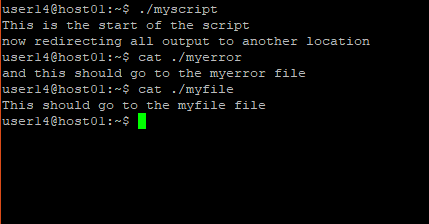 user14@host01:~$ ./myscript
This is the start of the script
now redirecting all output to another location
user14@host01:~$ cat ./myerror
and this should go to the myerror file
user14@host01:~$ cat ./myfile
This should go to the myfile file
user14@host01:~$